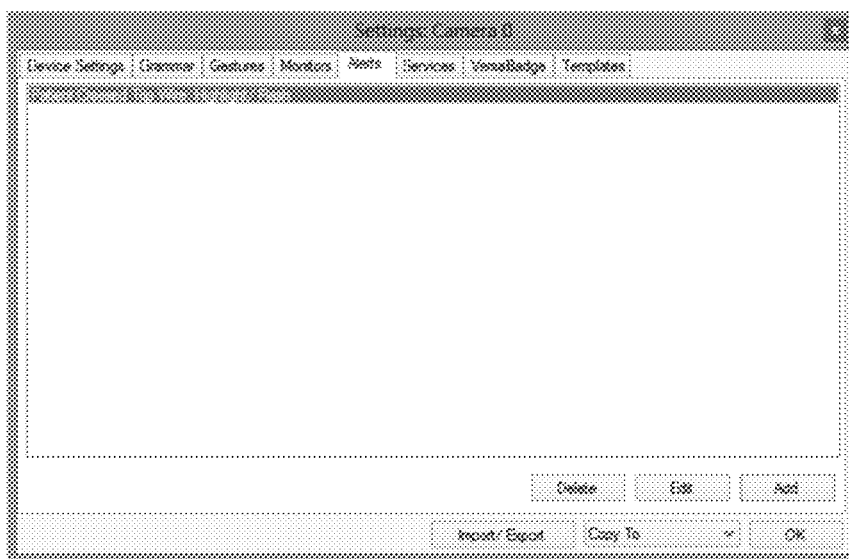 Settings: Camera 0
Device Settings Grammar Gestures Monitors Alerts Services VersaBadge Templates
Delete Edit Add
Import/ Export Copy To OK